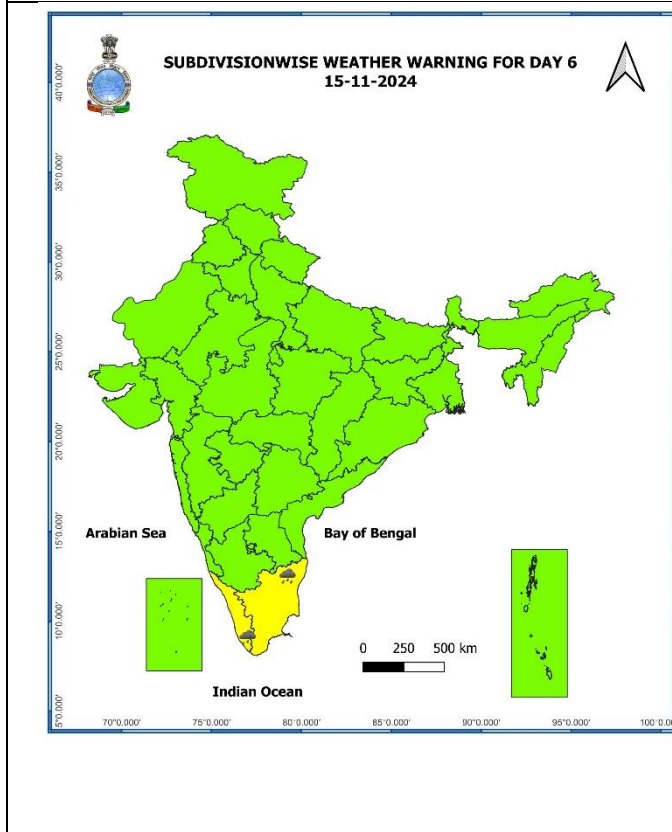 SUBDIVISIONWISE WEATHER WARNING FOR DAY 6
15-11-2024
40°0.000'
35°0.000'
30°0.000'
25°0.000'
20°0.000'
15°0.000'
10°0.000'
5°0.000'
Arabian Sea
Bay of Bengal
0 250 500 km
Indian Ocean
70°0.000' 75°0.000' 80°0.000' 85°0.000' 90°0.000' 95°0.000' 100°0.0